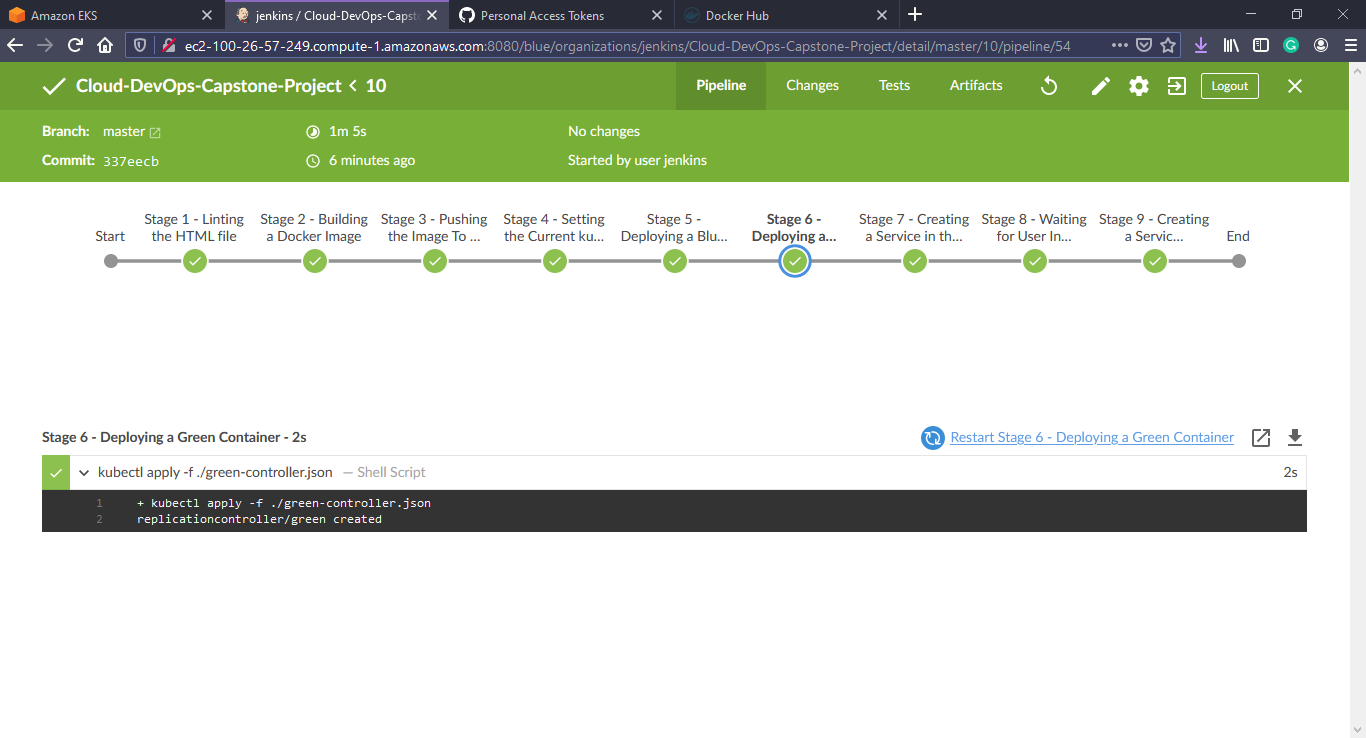 Amazon EKS
jenkins / Cloud-DevOps-Capsto
Personal Access Tokens
Docker Hub
ec2-100-26-57-249.compute-1.amazonaws.com:8080/blue/organizations/jenkins/Cloud-DevOps-Capstone-Project/detail/master/10/pipeline/54
Cloud-DevOps-Capstone-Project < 10
Pipeline
Changes
Tests
Artifacts
Logout
Branch: master
1m 5s
No changes
Commit: 337eecb
6 minutes ago
Started by user jenkins
Start
Stage 1 - Linting
the HTML file
Stage 2 - Building
a Docker Image
Stage 3 - Pushing
the Image To ...
Stage 4 - Setting
the Current ku...
Stage 5 -
Deploying a Blu...
Stage 6 -
Deploying a...
Stage 7 - Creating
a Service in th...
Stage 8 - Waiting
for User In...
Stage 9 - Creating
a Servic...
End
Stage 6 - Deploying a Green Container - 2s
Restart Stage 6 - Deploying a Green Container
kubectl apply -f ./green-controller.json — Shell Script
2s
1 + kubectl apply -f ./green-controller.json
2 replicationcontroller/green created